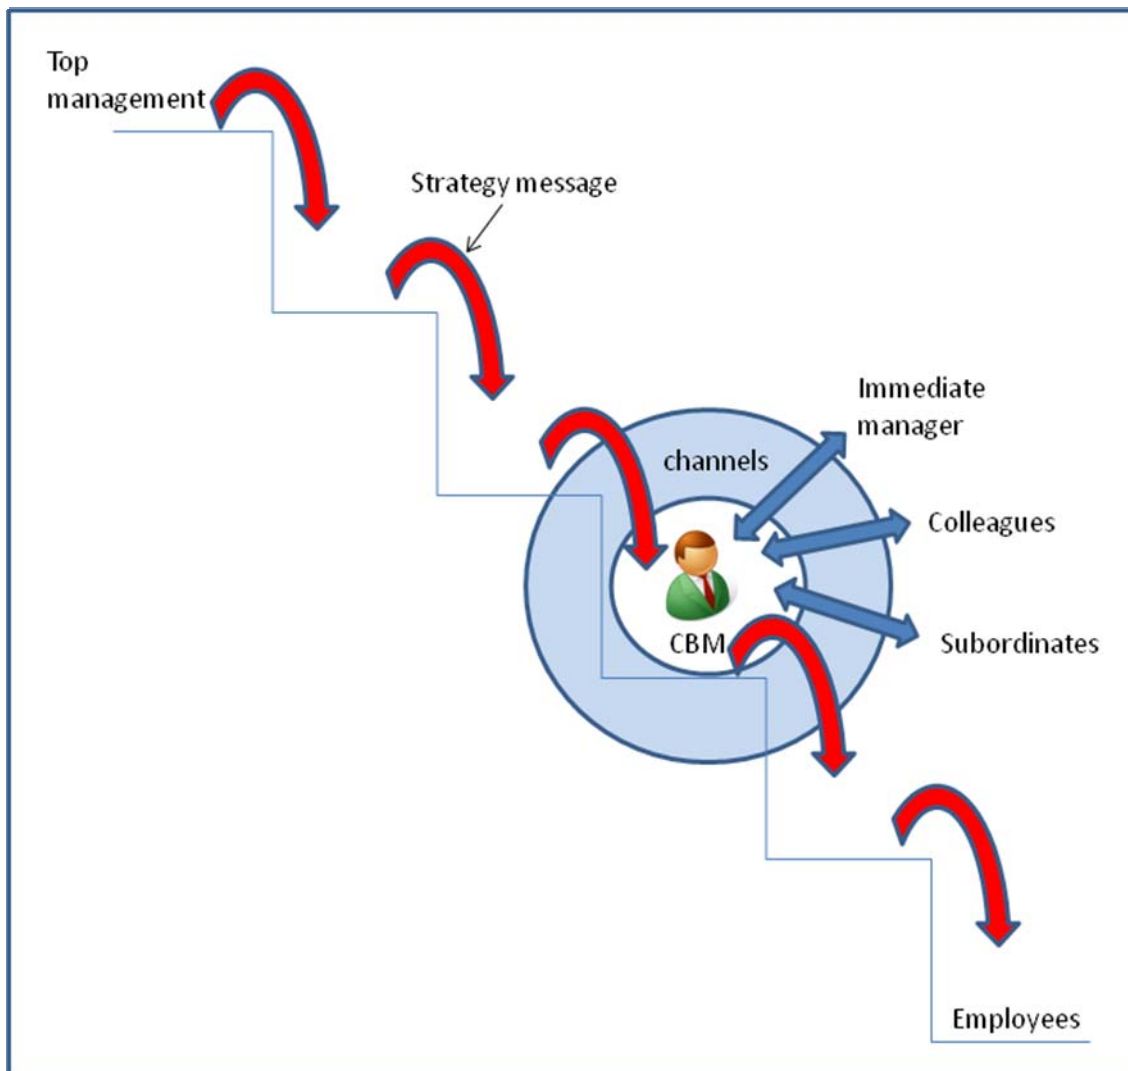 Top
management
Strategy message
Immediate
manager
channels
Colleagues
CBM
Subordinates
Employees